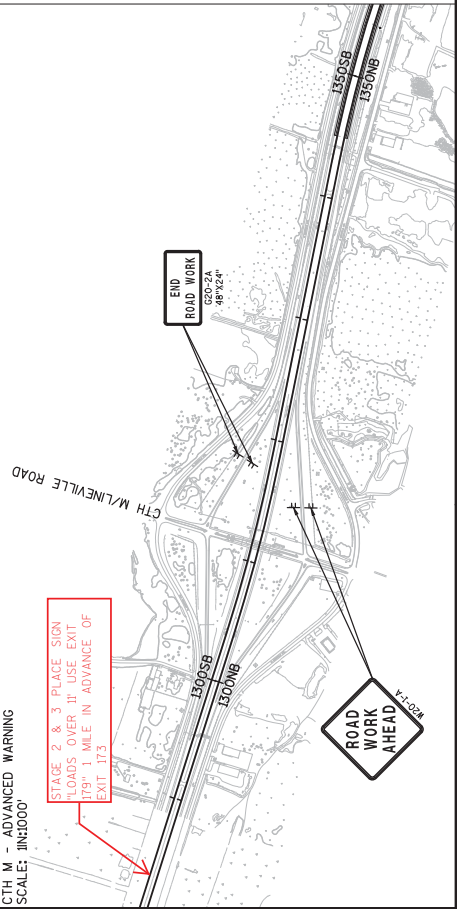 CTH M - ADVANCED WARNING
SCALE: 1IN:1000'
STAGE 2 & 3 PLACE SIGN
"LOADS OVER 11' USE EXIT
179" 1 MILE IN ADVANCE OF
EXIT 173
CTH M/LINEVILLE ROAD
END
ROAD WORK
G20-2A
48"X24"
1350SB
1350NB
1300SB
1300NB
ROAD
WORK
AHEAD
W20-1-A